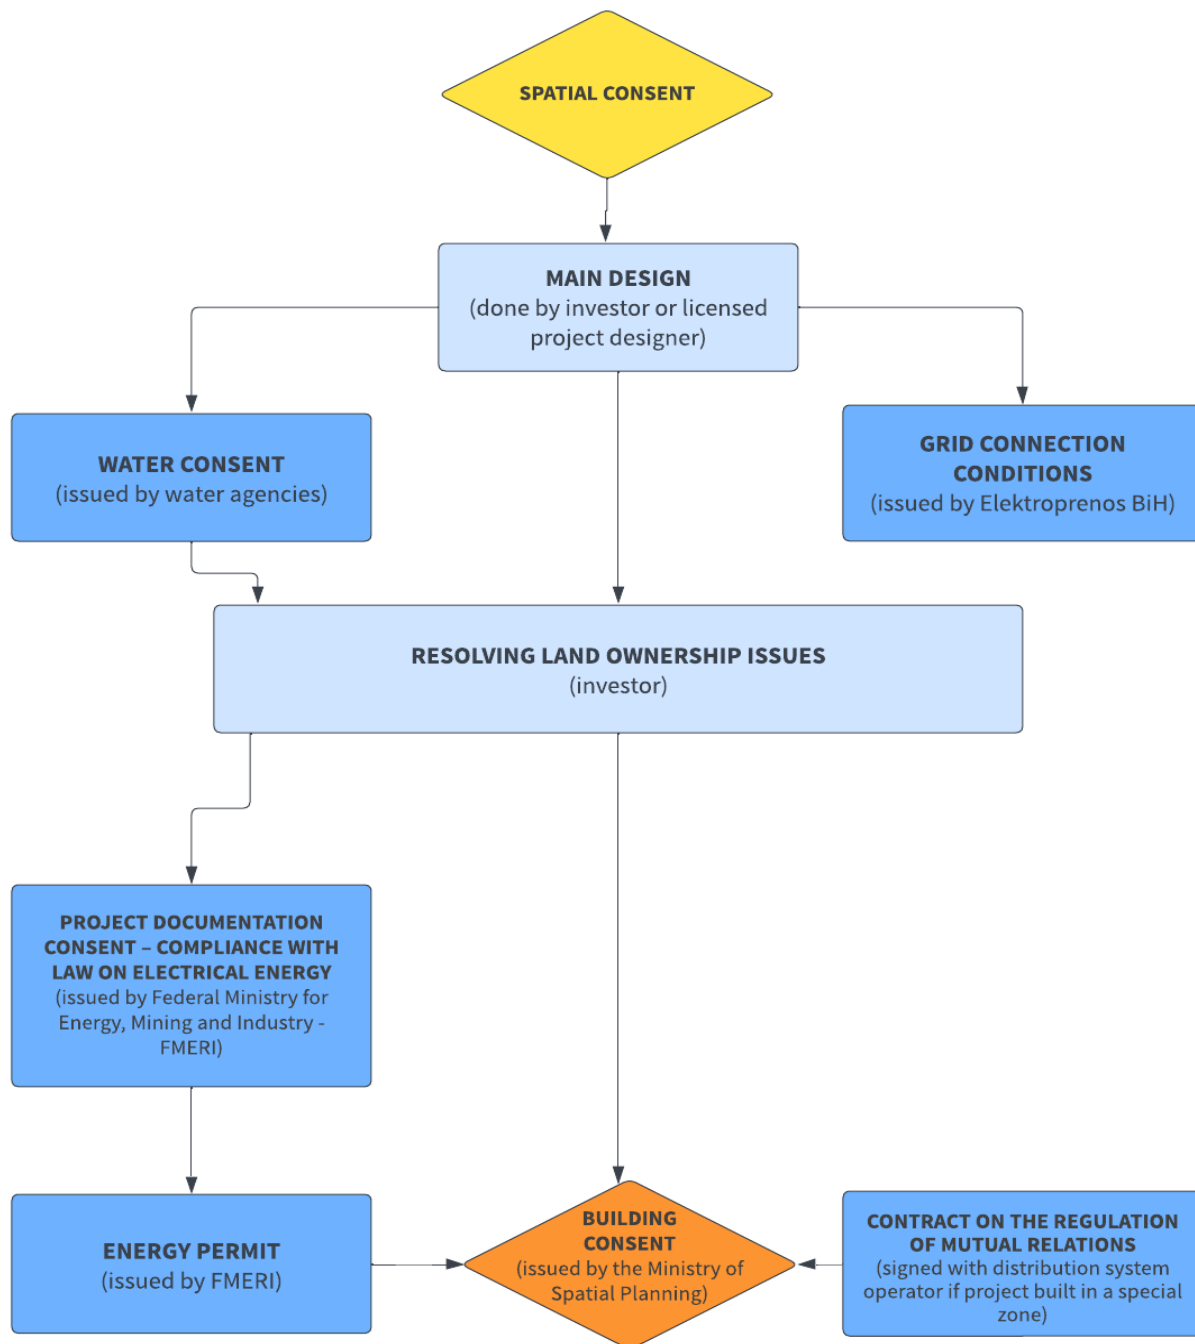 SPATIAL CONSENT
MAIN DESIGN
(done by investor or licensed
project designer)
WATER CONSENT
(issued by water agencies)
GRID CONNECTION
CONDITIONS
(issued by Elektroprenos BiH)
RESOLVING LAND OWNERSHIP ISSUES
(investor)
PROJECT DOCUMENTATION
CONSENT – COMPLIANCE WITH
LAW ON ELECTRICAL ENERGY
(issued by Federal Ministry for
Energy, Mining and Industry -
FMERI)
ENERGY PERMIT
(issued by FMERI)
BUILDING
CONSENT
(issued by the Ministry of
Spatial Planning)
CONTRACT ON THE REGULATION
OF MUTUAL RELATIONS
(signed with distribution system
operator if project built in a special
zone)